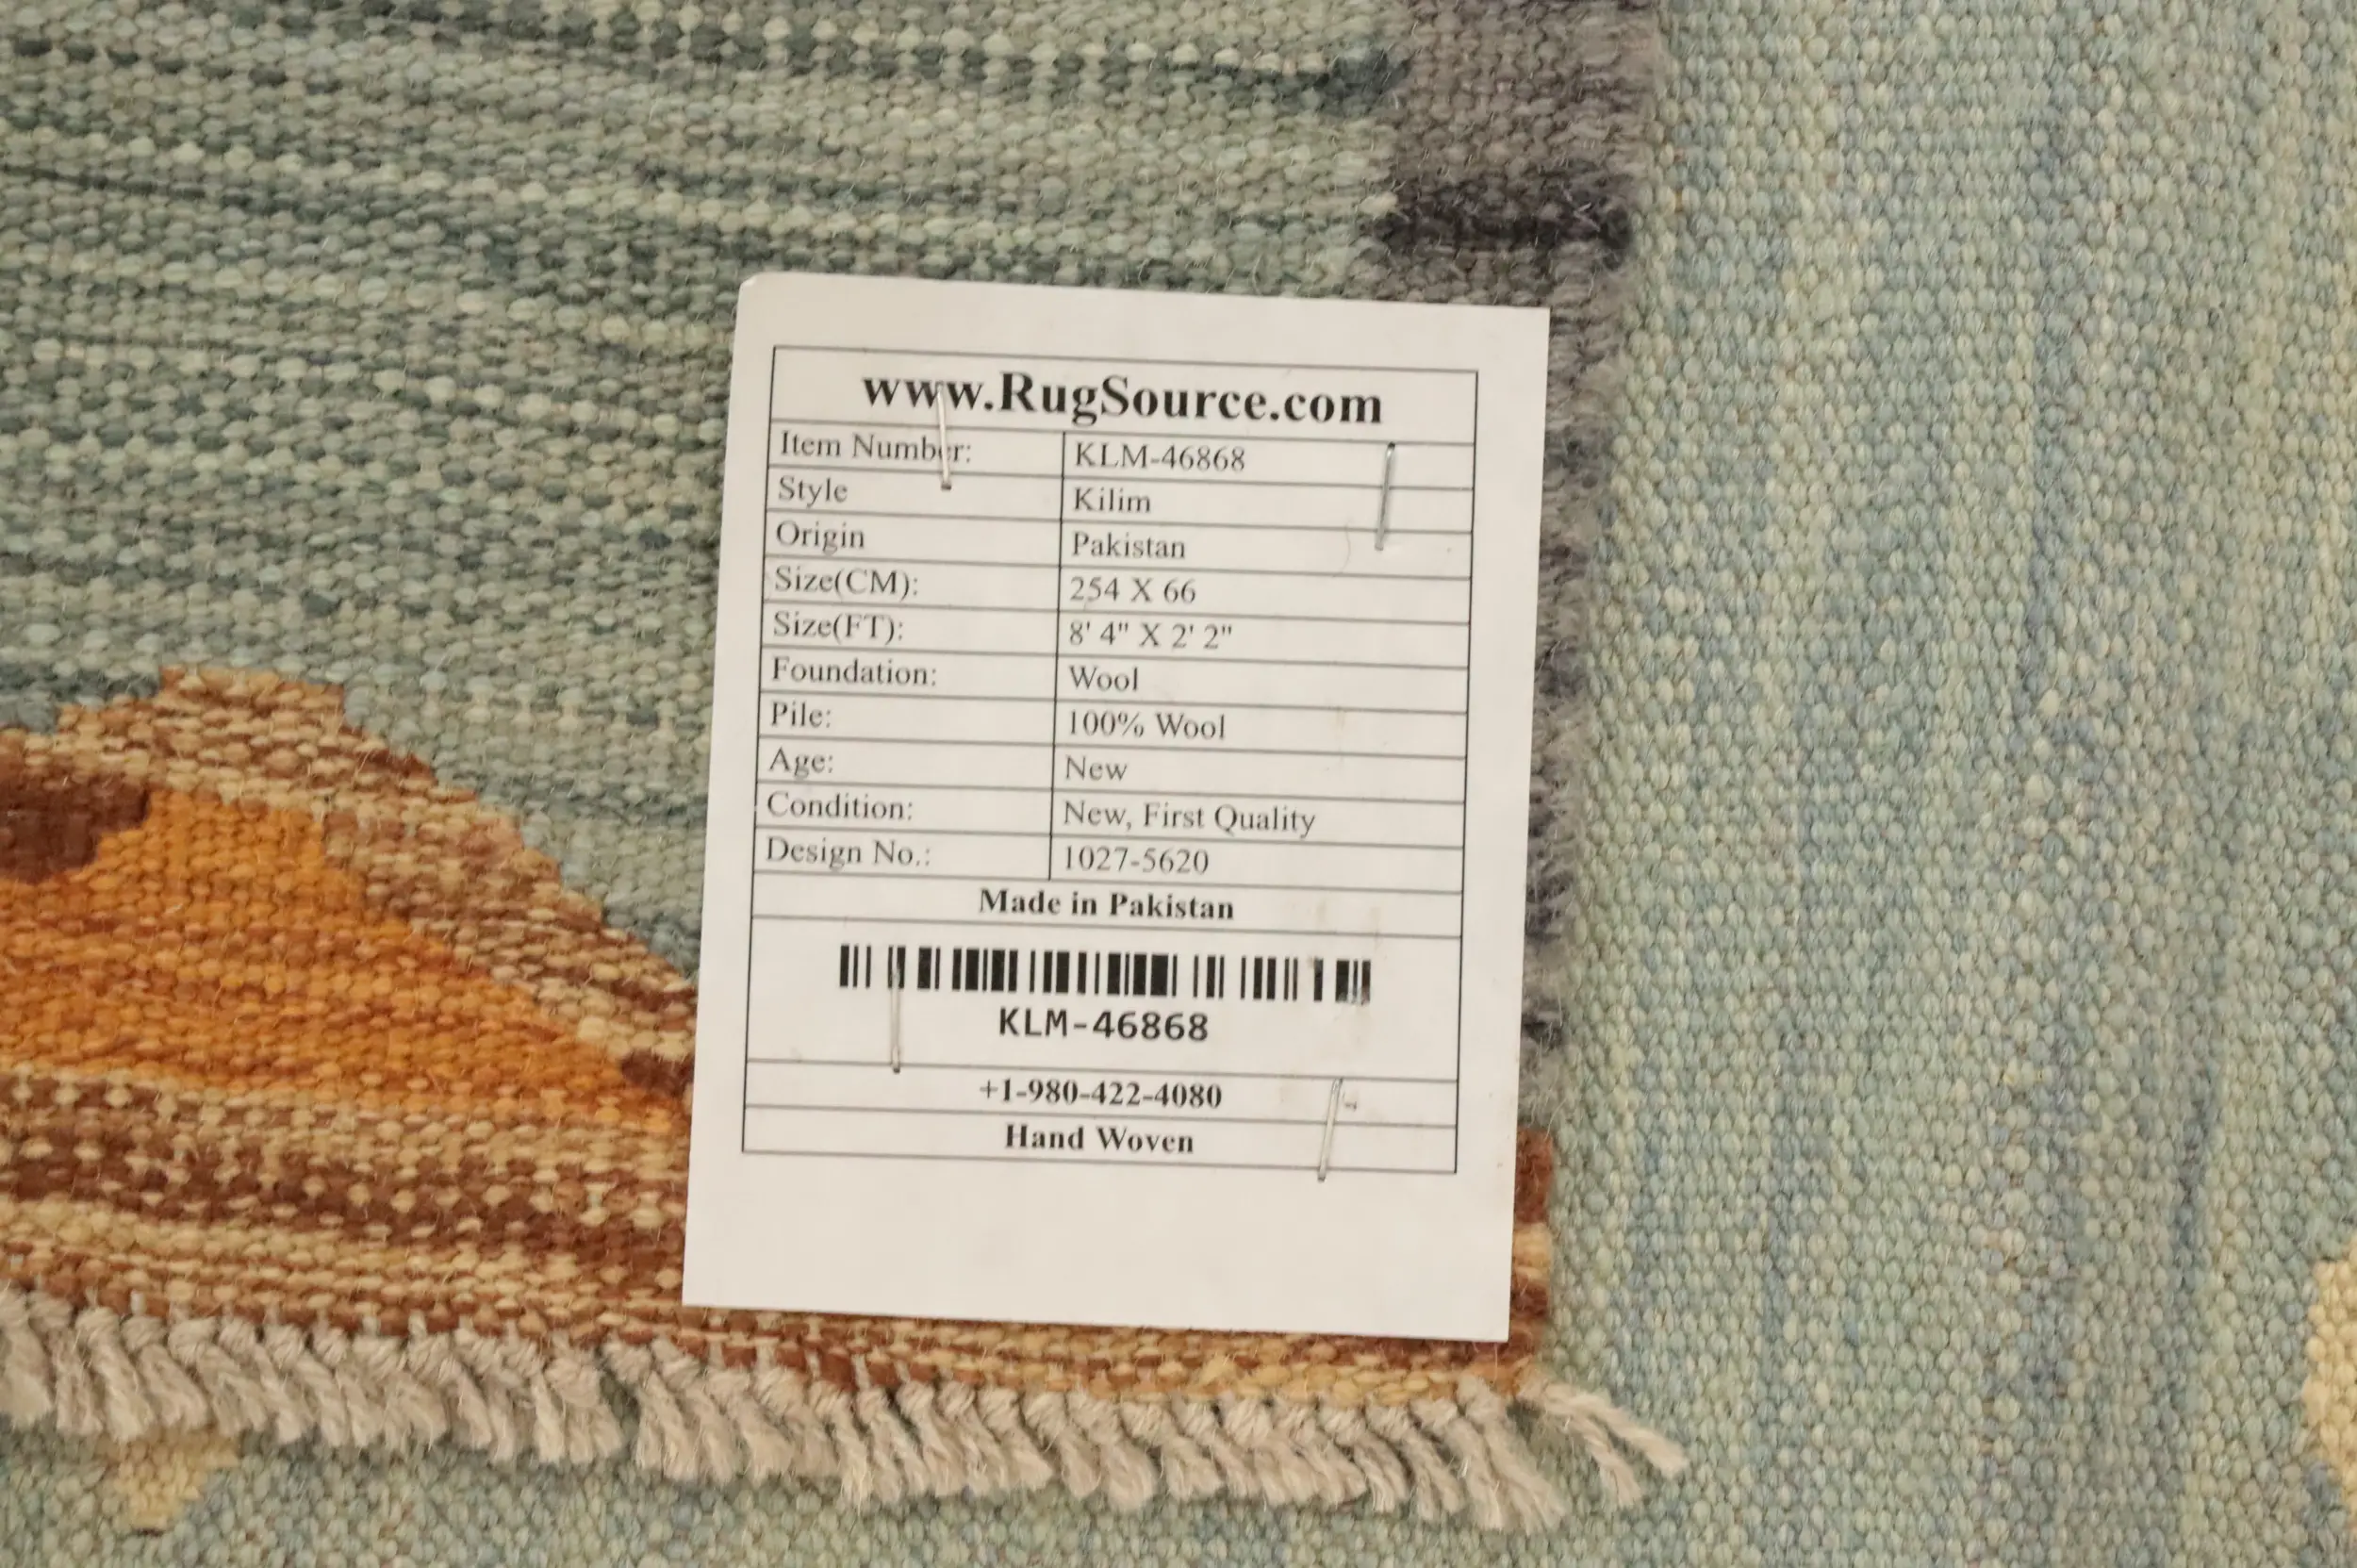 www.RugSource.com
Item Number: KLM-46868
Style Kilim
Origin Pakistan
Size(CM): 254 X 66
Size(FT): 8' 4" X 2' 2"
Foundation: Wool
Pile: 100% Wool
Age: New
Condition: New, First Quality
Design No.: 1027-5620
Made in Pakistan
KLM-46868
+1-980-422-4080
Hand Woven